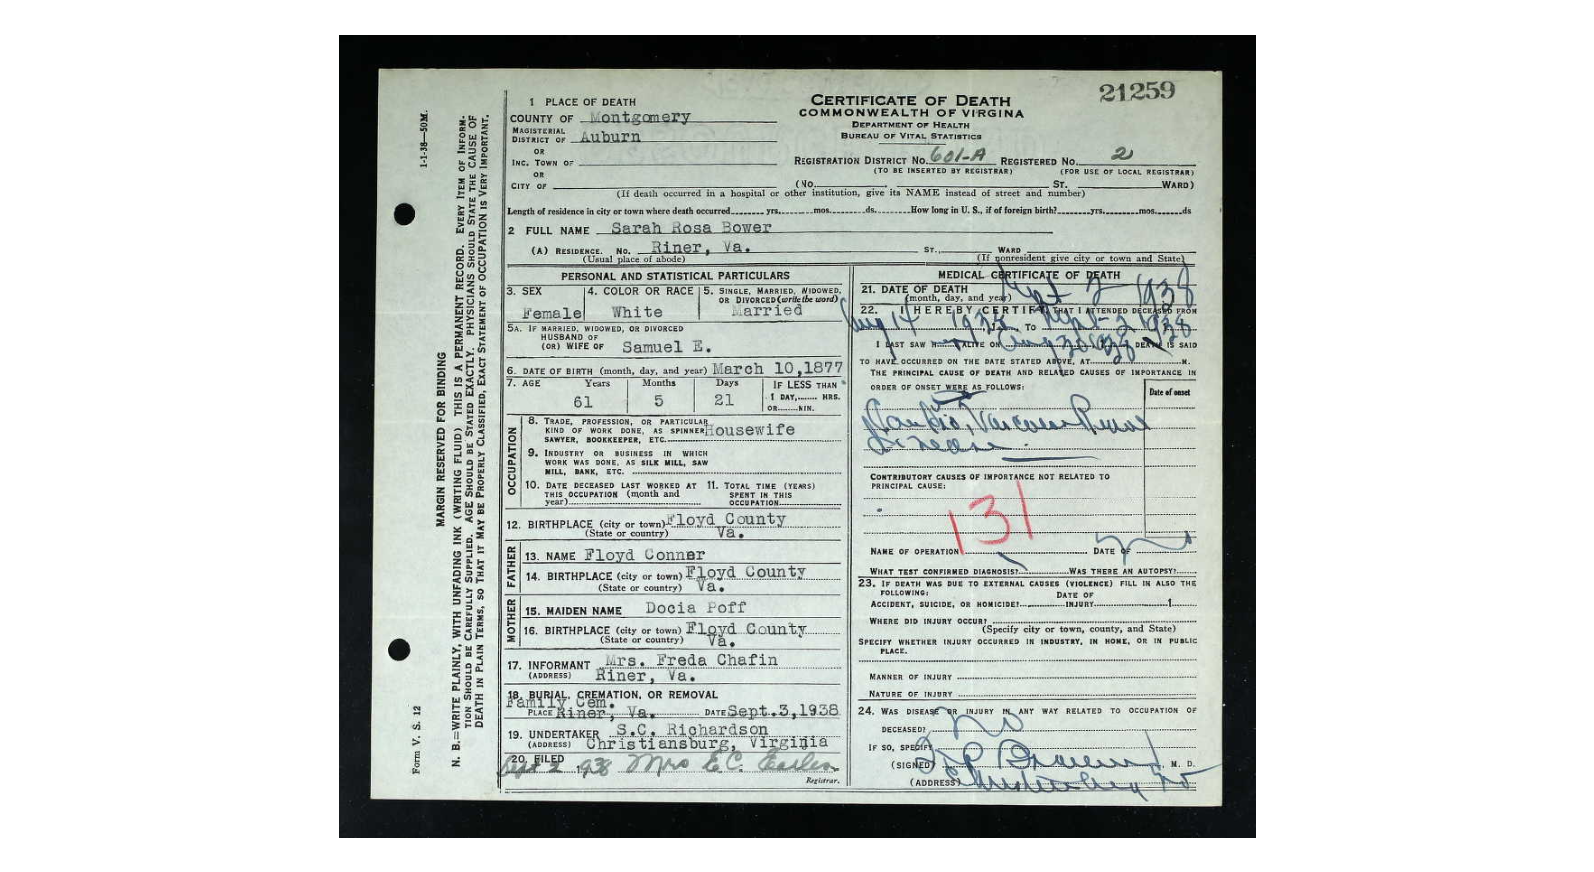 21259
1-1-38—50M.
MARGIN RESERVED FOR BINDING
N. B.—WRITE PLAINLY, WITH UNFADING INK (WRITING FLUID) THIS IS A PERMANENT RECORD. EVERY ITEM OF INFORM-
TION SHOULD BE CAREFULLY SUPPLIED. AGE SHOULD BE STATED EXACTLY. PHYSICIANS SHOULD STATE THE CAUSE OF
DEATH IN PLAIN TERMS, SO THAT IT MAY BE PROPERLY CLASSIFIED. EXACT STATEMENT OF OCCUPATION IS VERY IMPORTANT.
Form V. S. 12
CERTIFICATE OF DEATH
COMMONWEALTH OF VIRGINA
DEPARTMENT OF HEALTH
BUREAU OF VITAL STATISTICS
1 PLACE OF DEATH
COUNTY OF Montgomery
MAGISTERIAL
DISTRICT OF Auburn
OR
INC. TOWN OF
OR
CITY OF
REGISTRATION DISTRICT NO. 601-A REGISTERED NO. 2
(TO BE INSERTED BY REGISTRAR) (FOR USE OF LOCAL REGISTRAR)
(No. ST. WARD)
(If death occurred in a hospital or other institution, give its NAME instead of street and number)
Length of residence in city or town where death occurred yrs. mos. ds. How long in U. S., if of foreign birth? yrs. mos. ds
2 FULL NAME Sarah Rosa Bower
(A) RESIDENCE. No. Riner, Va. ST., WARD
(Usual place of abode) (If nonresident give city or town and State)
PERSONAL AND STATISTICAL PARTICULARS
3. SEX 4. COLOR OR RACE 5. SINGLE, MARRIED, WIDOWED,
OR DIVORCED (write the word)
Female White Married
5A. IF MARRIED, WIDOWED, OR DIVORCED
HUSBAND OF
(OR) WIFE OF Samuel E.
6. DATE OF BIRTH (month, day, and year) March 10,1877
7. AGE Years Months Days IF LESS THAN
1 DAY, HRS.
OR MIN.
61 5 21
OCCUPATION
8. TRADE, PROFESSION, OR PARTICULAR
KIND OF WORK DONE, AS SPINNER, Housewife
SAWYER, BOOKKEEPER, ETC.
9. INDUSTRY OR BUSINESS IN WHICH
WORK WAS DONE, AS SILK MILL, SAW
MILL, BANK, ETC.
10. DATE DECEASED LAST WORKED AT
THIS OCCUPATION (month and
year)
11. TOTAL TIME (YEARS)
SPENT IN THIS
OCCUPATION
12. BIRTHPLACE (city or town) Floyd County
(State or country) Va.
FATHER
13. NAME Floyd Conner
14. BIRTHPLACE (city or town) Floyd County
(State or country) Va.
MOTHER
15. MAIDEN NAME Docia Poff
16. BIRTHPLACE (city or town) Floyd County
(State or country) Va.
17. INFORMANT Mrs. Freda Chafin
(ADDRESS) Riner, Va.
18. BURIAL, CREMATION, OR REMOVAL
Family Cem.
PLACE Riner, Va. DATE Sept.3,1938
19. UNDERTAKER S.C. Richardson
(ADDRESS) Christiansburg, Virginia
20. FILED Sept 2 1938 Mrs E.C.
Registrar.
MEDICAL CERTIFICATE OF DEATH
21. DATE OF DEATH Sept 2 1938
(month, day, and year)
22. I HEREBY CERTIFY, THAT I ATTENDED DECEASED FROM
Aug 14 1938, TO Sept-2 1938
I LAST SAW H ALIVE ON Aug 30 1938 DEATH IS SAID
TO HAVE OCCURRED ON THE DATE STATED ABOVE, AT M.
THE PRINCIPAL CAUSE OF DEATH AND RELATED CAUSES OF IMPORTANCE IN
ORDER OF ONSET WERE AS FOLLOWS:
Date of onset
Cardio, Vascular Renal
Disease
CONTRIBUTORY CAUSES OF IMPORTANCE NOT RELATED TO
PRINCIPAL CAUSE:
131
NAME OF OPERATION DATE OF
WHAT TEST CONFIRMED DIAGNOSIS? WAS THERE AN AUTOPSY?
23. IF DEATH WAS DUE TO EXTERNAL CAUSES (VIOLENCE) FILL IN ALSO THE
FOLLOWING:
DATE OF
ACCIDENT, SUICIDE, OR HOMICIDE? INJURY 1
WHERE DID INJURY OCCUR?
(Specify city or town, county, and State)
SPECIFY WHETHER INJURY OCCURRED IN INDUSTRY, IN HOME, OR IN PUBLIC
PLACE.
MANNER OF INJURY
NATURE OF INJURY
24. WAS DISEASE OR INJURY IN ANY WAY RELATED TO OCCUPATION OF
DECEASED? No
IF SO, SPECIFY
(SIGNED) M. D.
(ADDRESS) Christiansburg Va